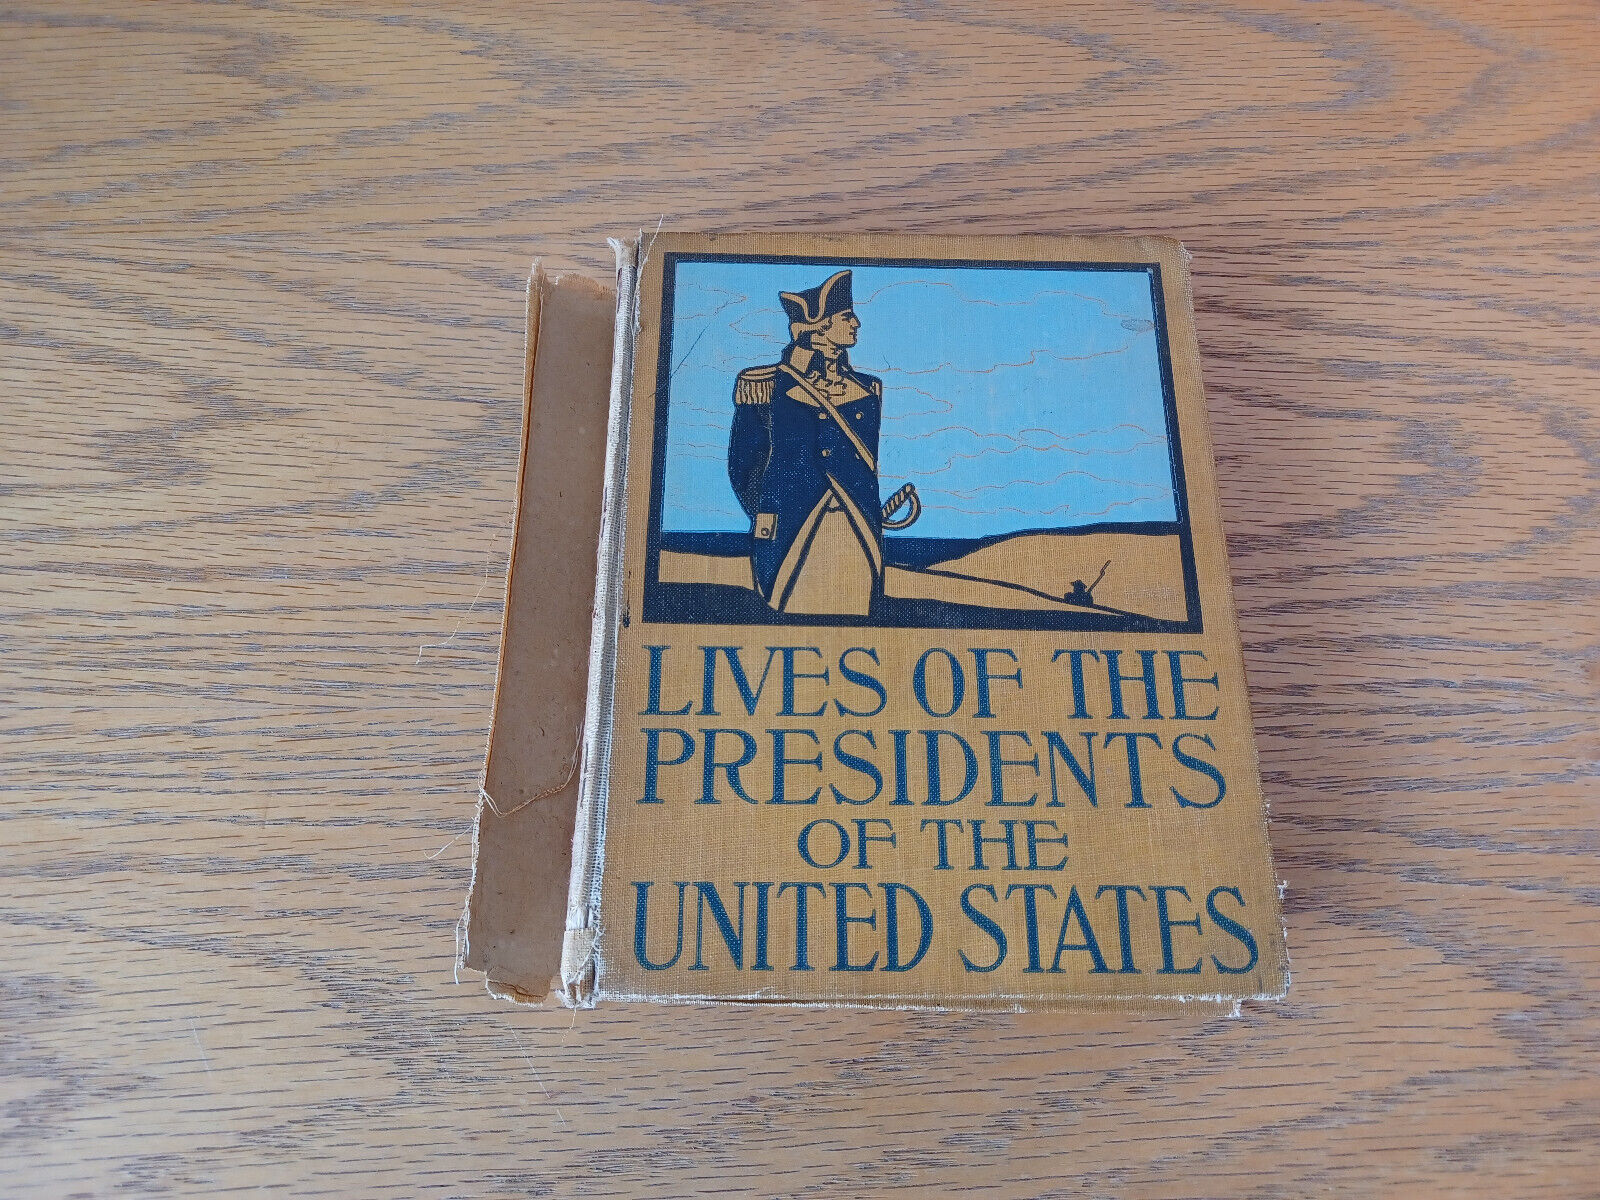 LIVES OF THE
PRESIDENTS
OF THE
UNITED STATES